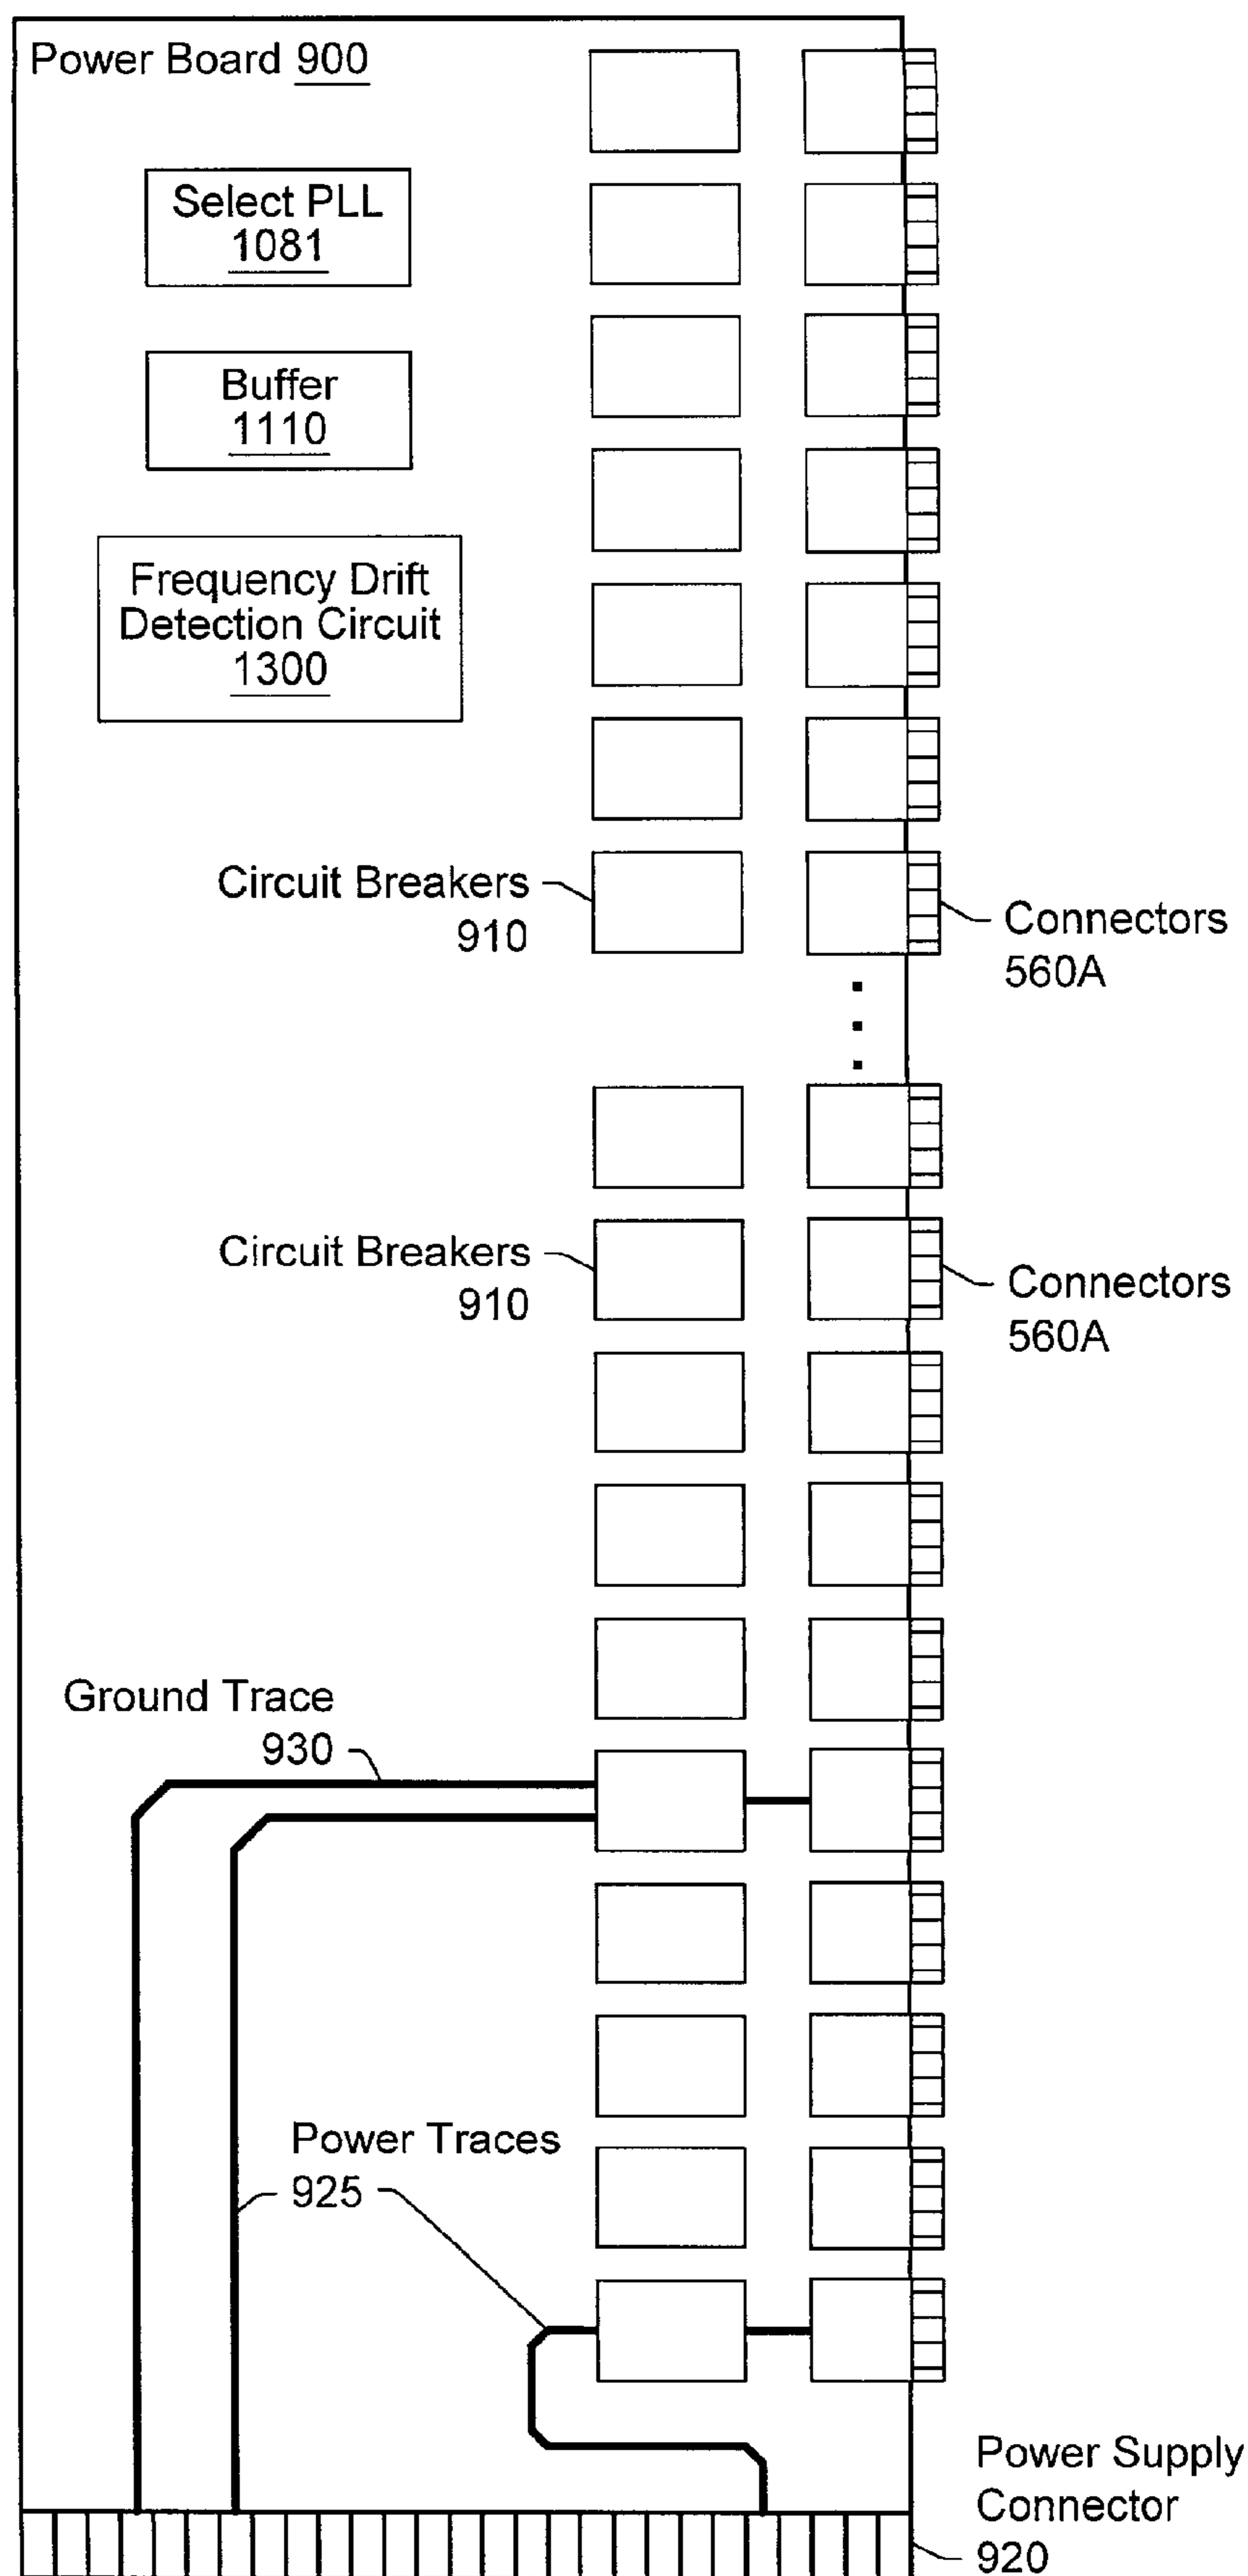 Power Board 900
Select PLL
1081
Buffer
1110
Frequency Drift
Detection Circuit
1300
Circuit Breakers
910
Connectors
560A
Circuit Breakers
910
Connectors
560A
Ground Trace
930
Power Traces
925
Power Supply
Connector
920